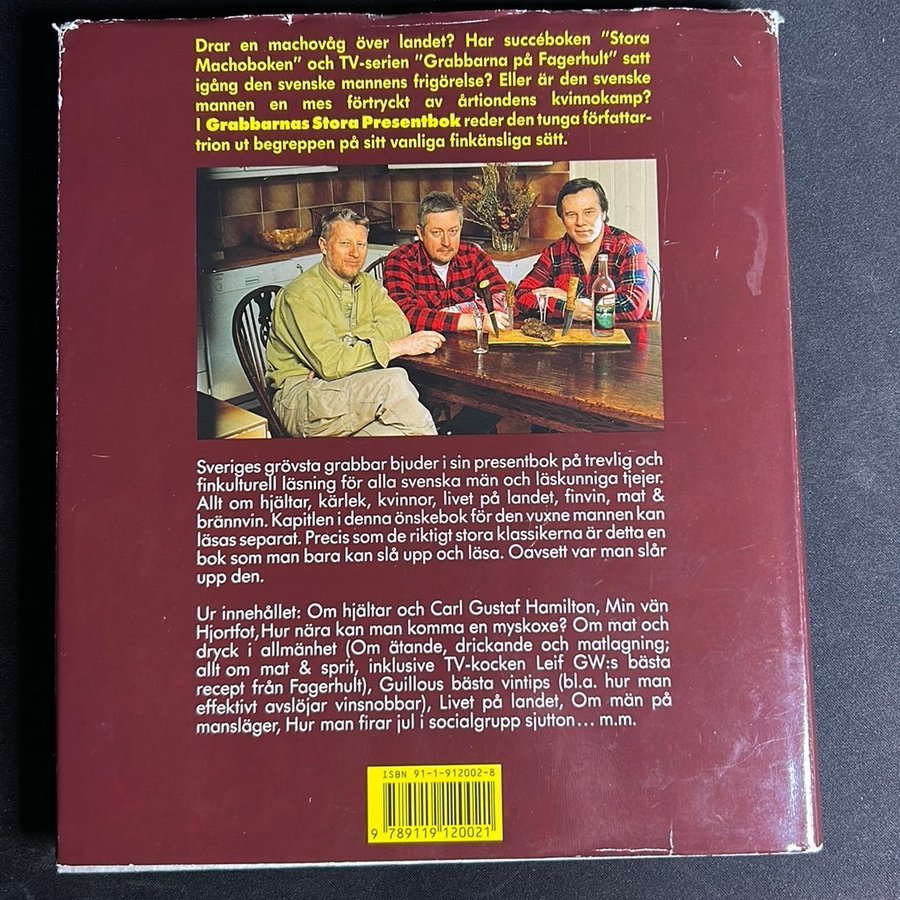 Drar en machovåg över landet? Har succéboken "Stora
Machoboken" och TV-serien "Grabbarna på Fagerhult" satt
igång den svenske mannens frigörelse? Eller är den svenske
mannen en mes förtryckt av årtiondens kvinnokamp?
I Grabbarnas Stora Presentbok reder den tunga författar-
trion ut begreppen på sitt vanliga finkänsliga sätt.
Sveriges grövsta grabbar bjuder i sin presentbok på trevlig och
finkulturell läsning för alla svenska män och läskunniga tjejer.
Allt om hjältar, kärlek, kvinnor, livet på landet, finvin, mat &
brännvin. Kapitlen i denna önskebok för den yuxne mannen kan
läsas separat. Precis som de riktigt stora klassikerna är detta en
bok som man bara kan slå upp och läsa. Oavsett var man slår
upp den.
Ur innehållet: Om hjältar och Carl Gustaf Hamilton, Min vän
Hjortfot, Hur nära kan man komma en myskoxe? Om mat och
dryck i allmänhet (Om ätande, drickande och matlagning;
allt om mat & sprit, inklusive TV-kocken Leif GW:s bästa
recept från Fagerhult), Guillous bästa vintips (bl.a. hur man
effektivt avslöjar vinsnobbar), Livet på landet, Om män på
mansläger, Hur man firar jul i socialgrupp sjutton... m.m.
ISBN 91-1-912002-8
9 789119 120021